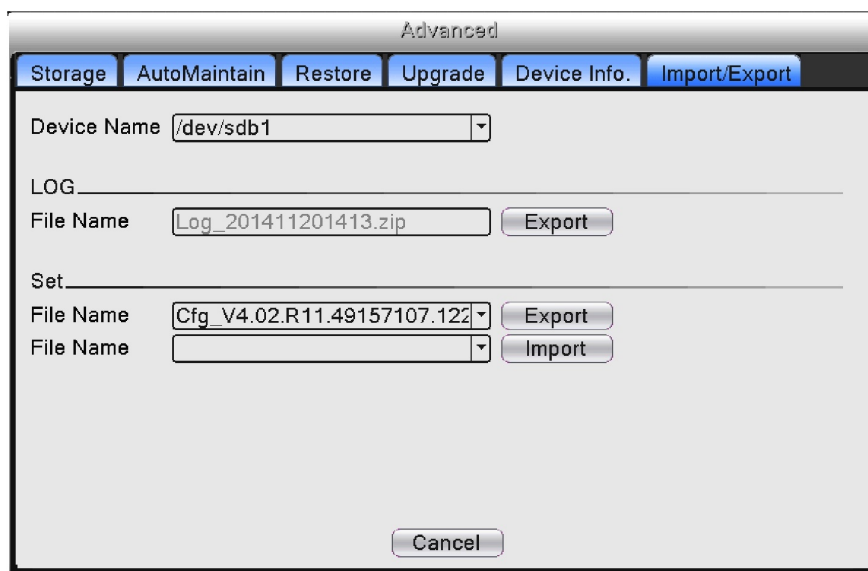 Advanced
Storage AutoMaintain Restore Upgrade Device Info. Import/Export
Device Name /dev/sdb1
LOG
File Name Log_201411201413.zip Export
Set
File Name Cfg_V4.02.R11.49157107.122 Export
File Name Import
Cancel